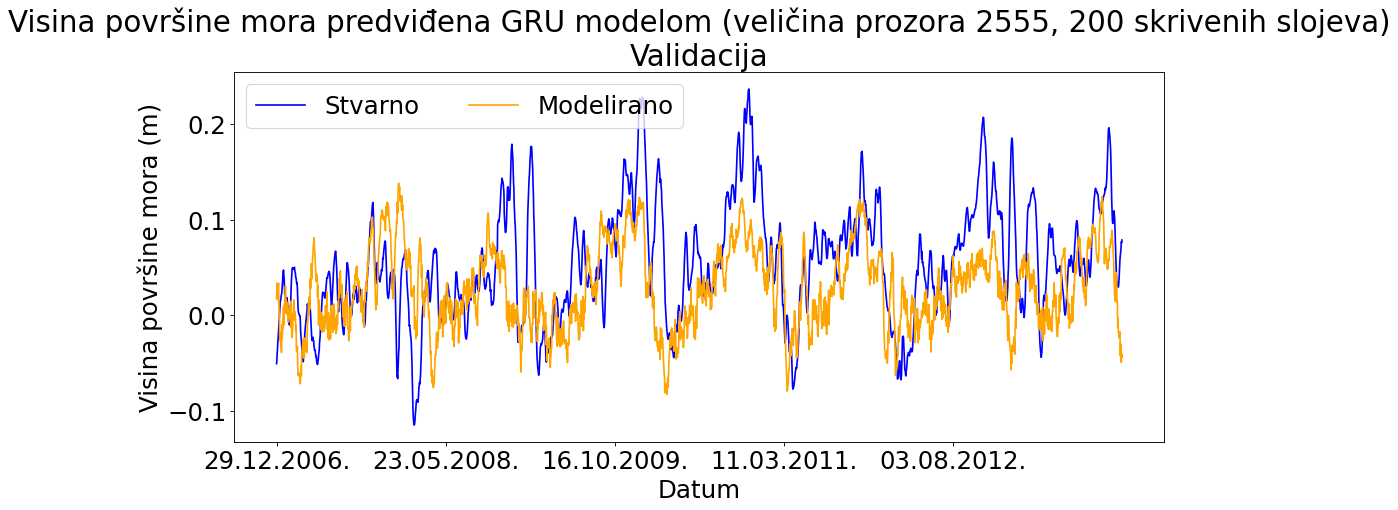 Visina površine mora predviđena GRU modelom (veličina prozora 2555, 200 skrivenih slojeva)
Validacija
Stvarno
Modelirano
Visina površine mora (m)
0.2
0.1
0.0
−0.1
29.12.2006.
23.05.2008.
16.10.2009.
11.03.2011.
03.08.2012.
Datum